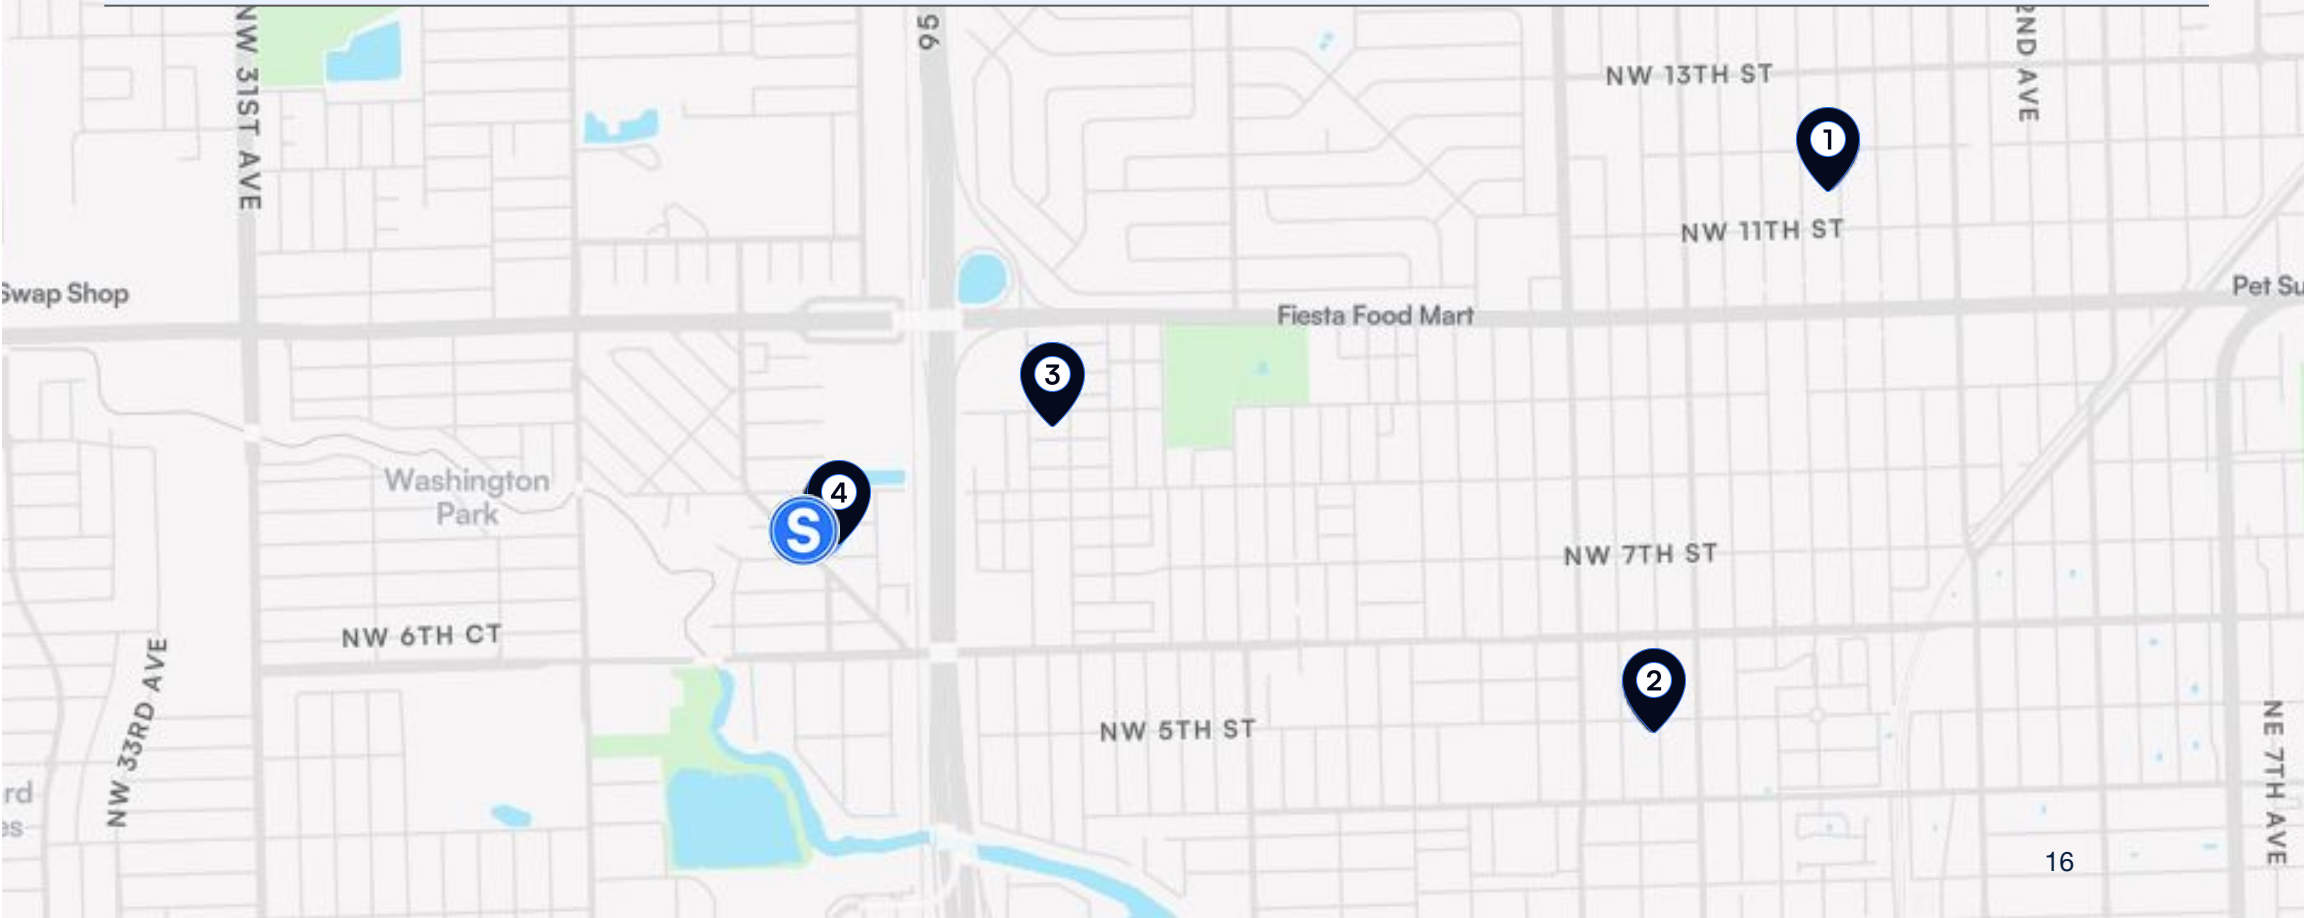 NW 31ST AVE
95
2ND AVE
NW 13TH ST
1
NW 11TH ST
Swap Shop
Pet Su
Fiesta Food Mart
3
Washington
Park
4
S
NW 7TH ST
NW 6TH CT
2
NW 33RD AVE
NW 5TH ST
NE 7TH AVE
rd
es
16